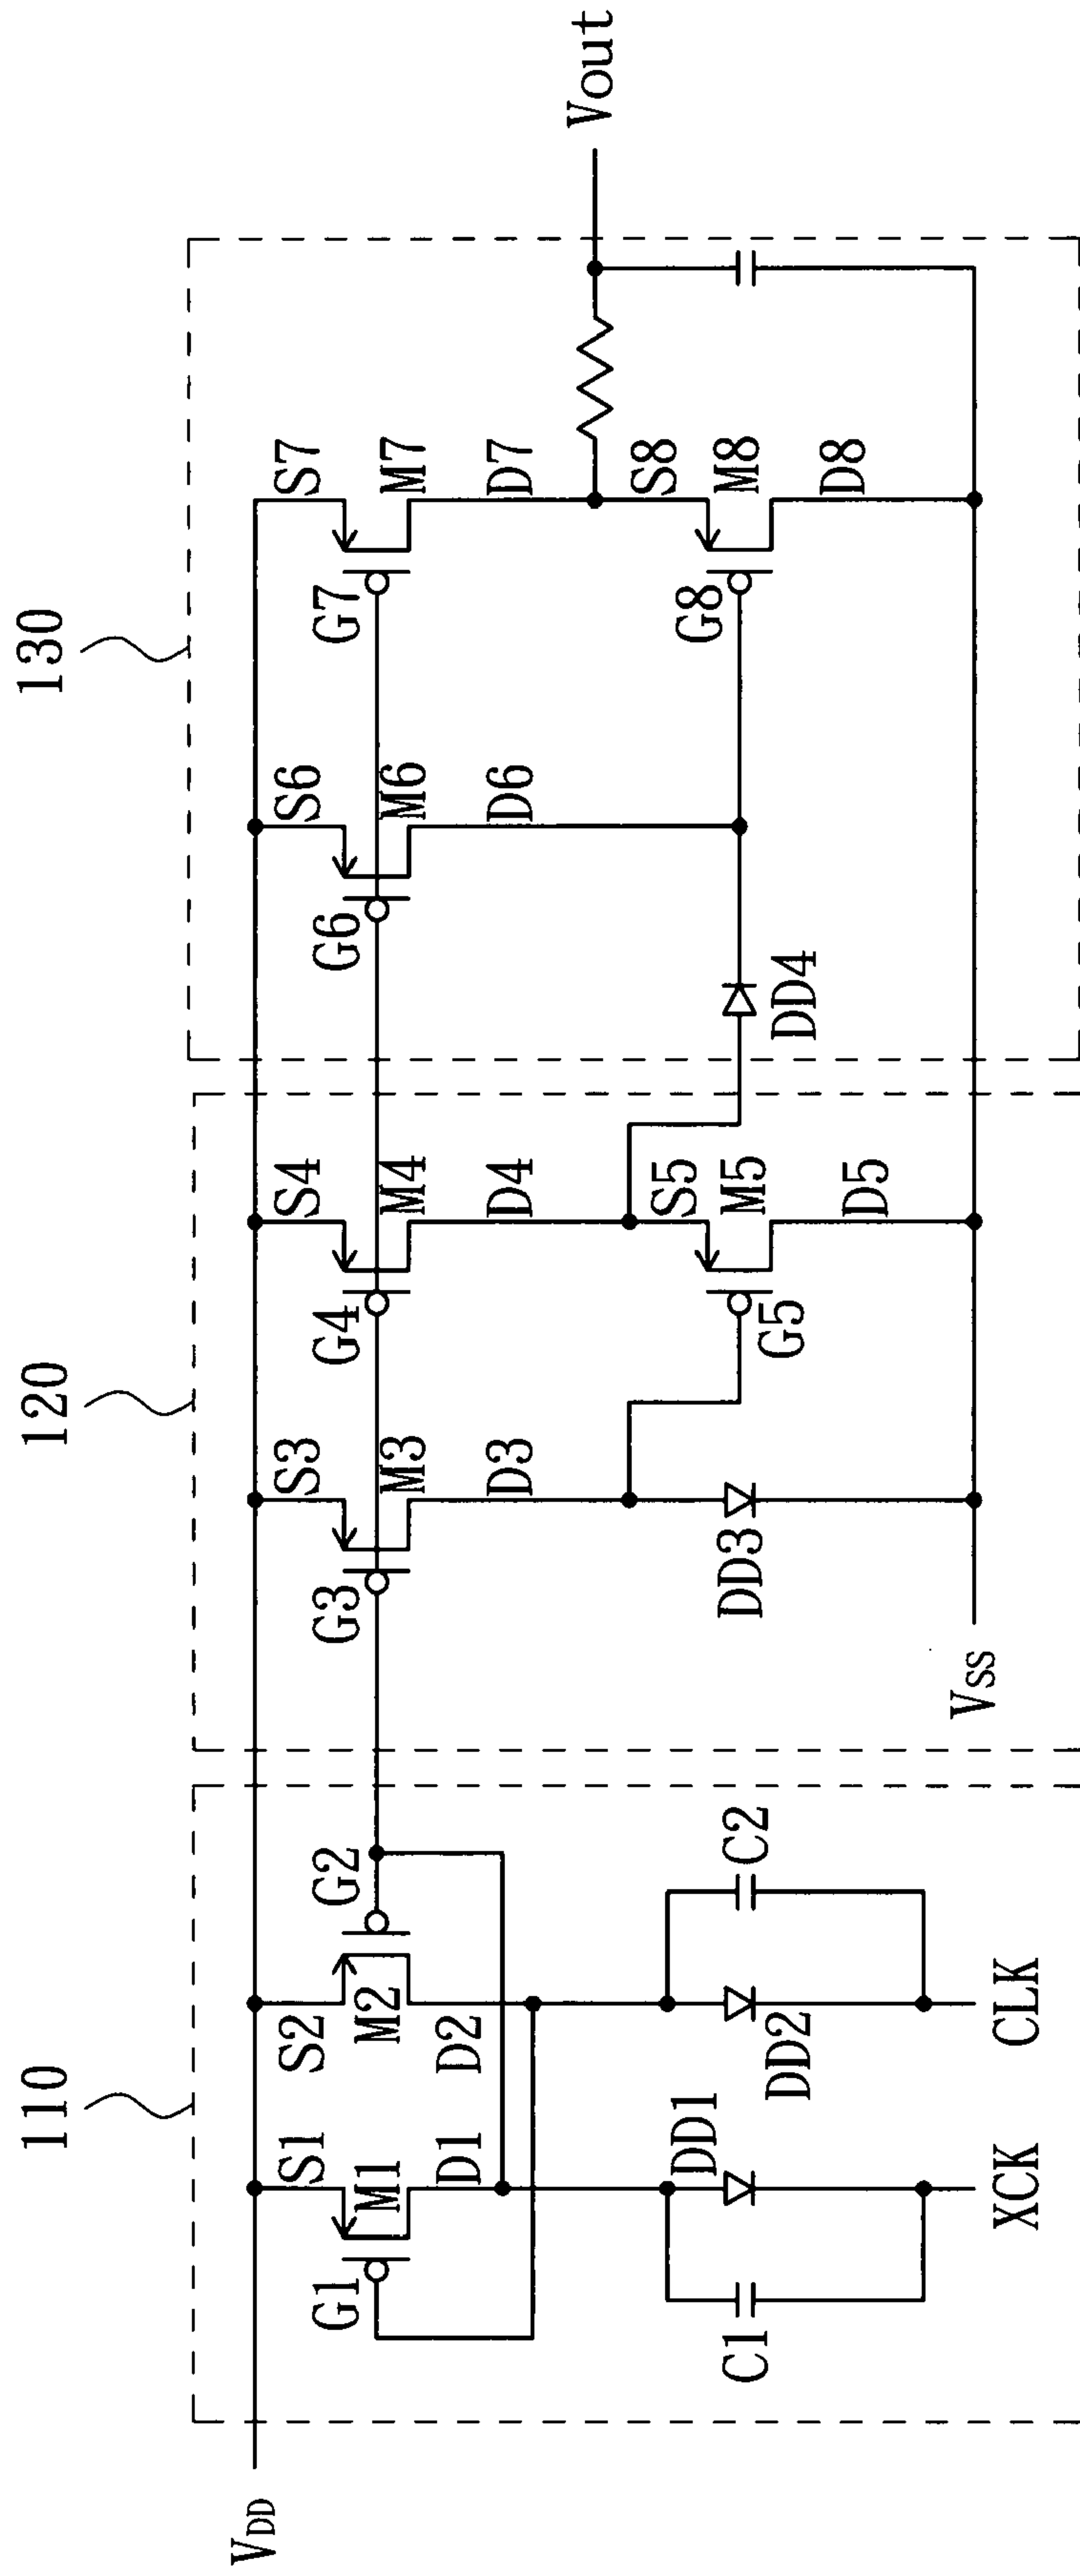 110
120
130
VDD
S1
S2
S3
S4
S6
S7
G1
M1
M2
G2
G3
M3
G4
M4
G6
M6
G7
M7
D1
D2
D3
D4
D6
D7
Vout
DD1
DD2
S5
S8
C1
C2
DD3
G5
M5
DD4
G8
M8
D5
D8
XCK
CLK
VSS